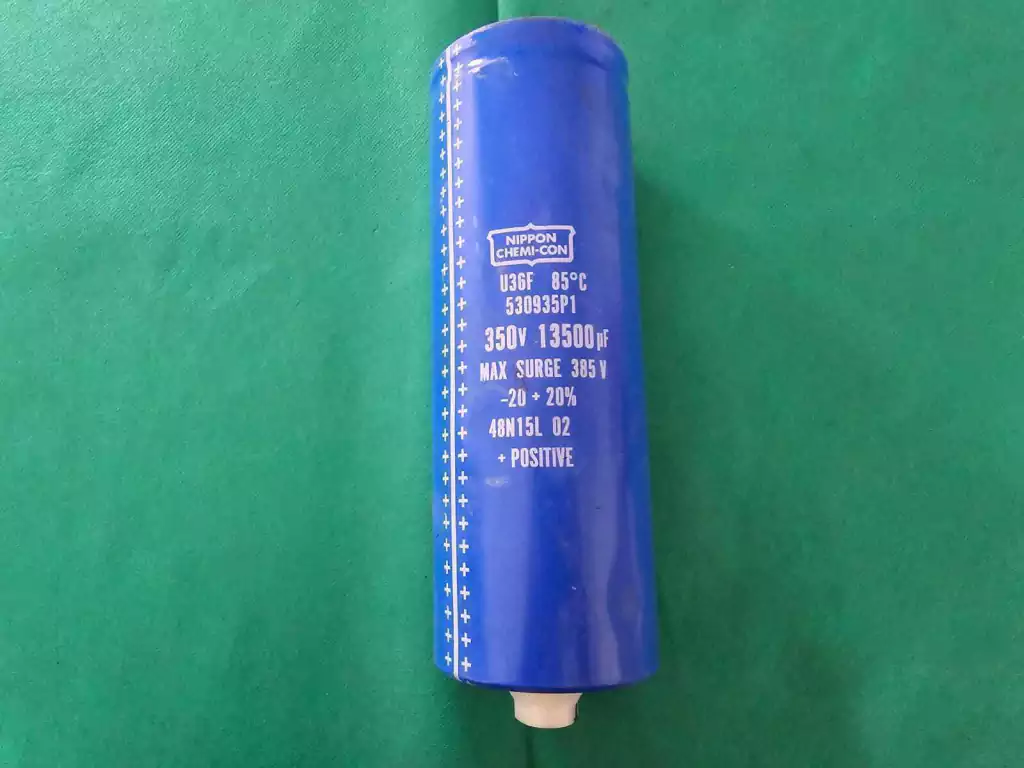 NIPPON
CHEMI-CON
U36F 85°C
530935P1
350V 13500µF
MAX SURGE 385V
-20 + 20%
48N15L 02
+ POSITIVE